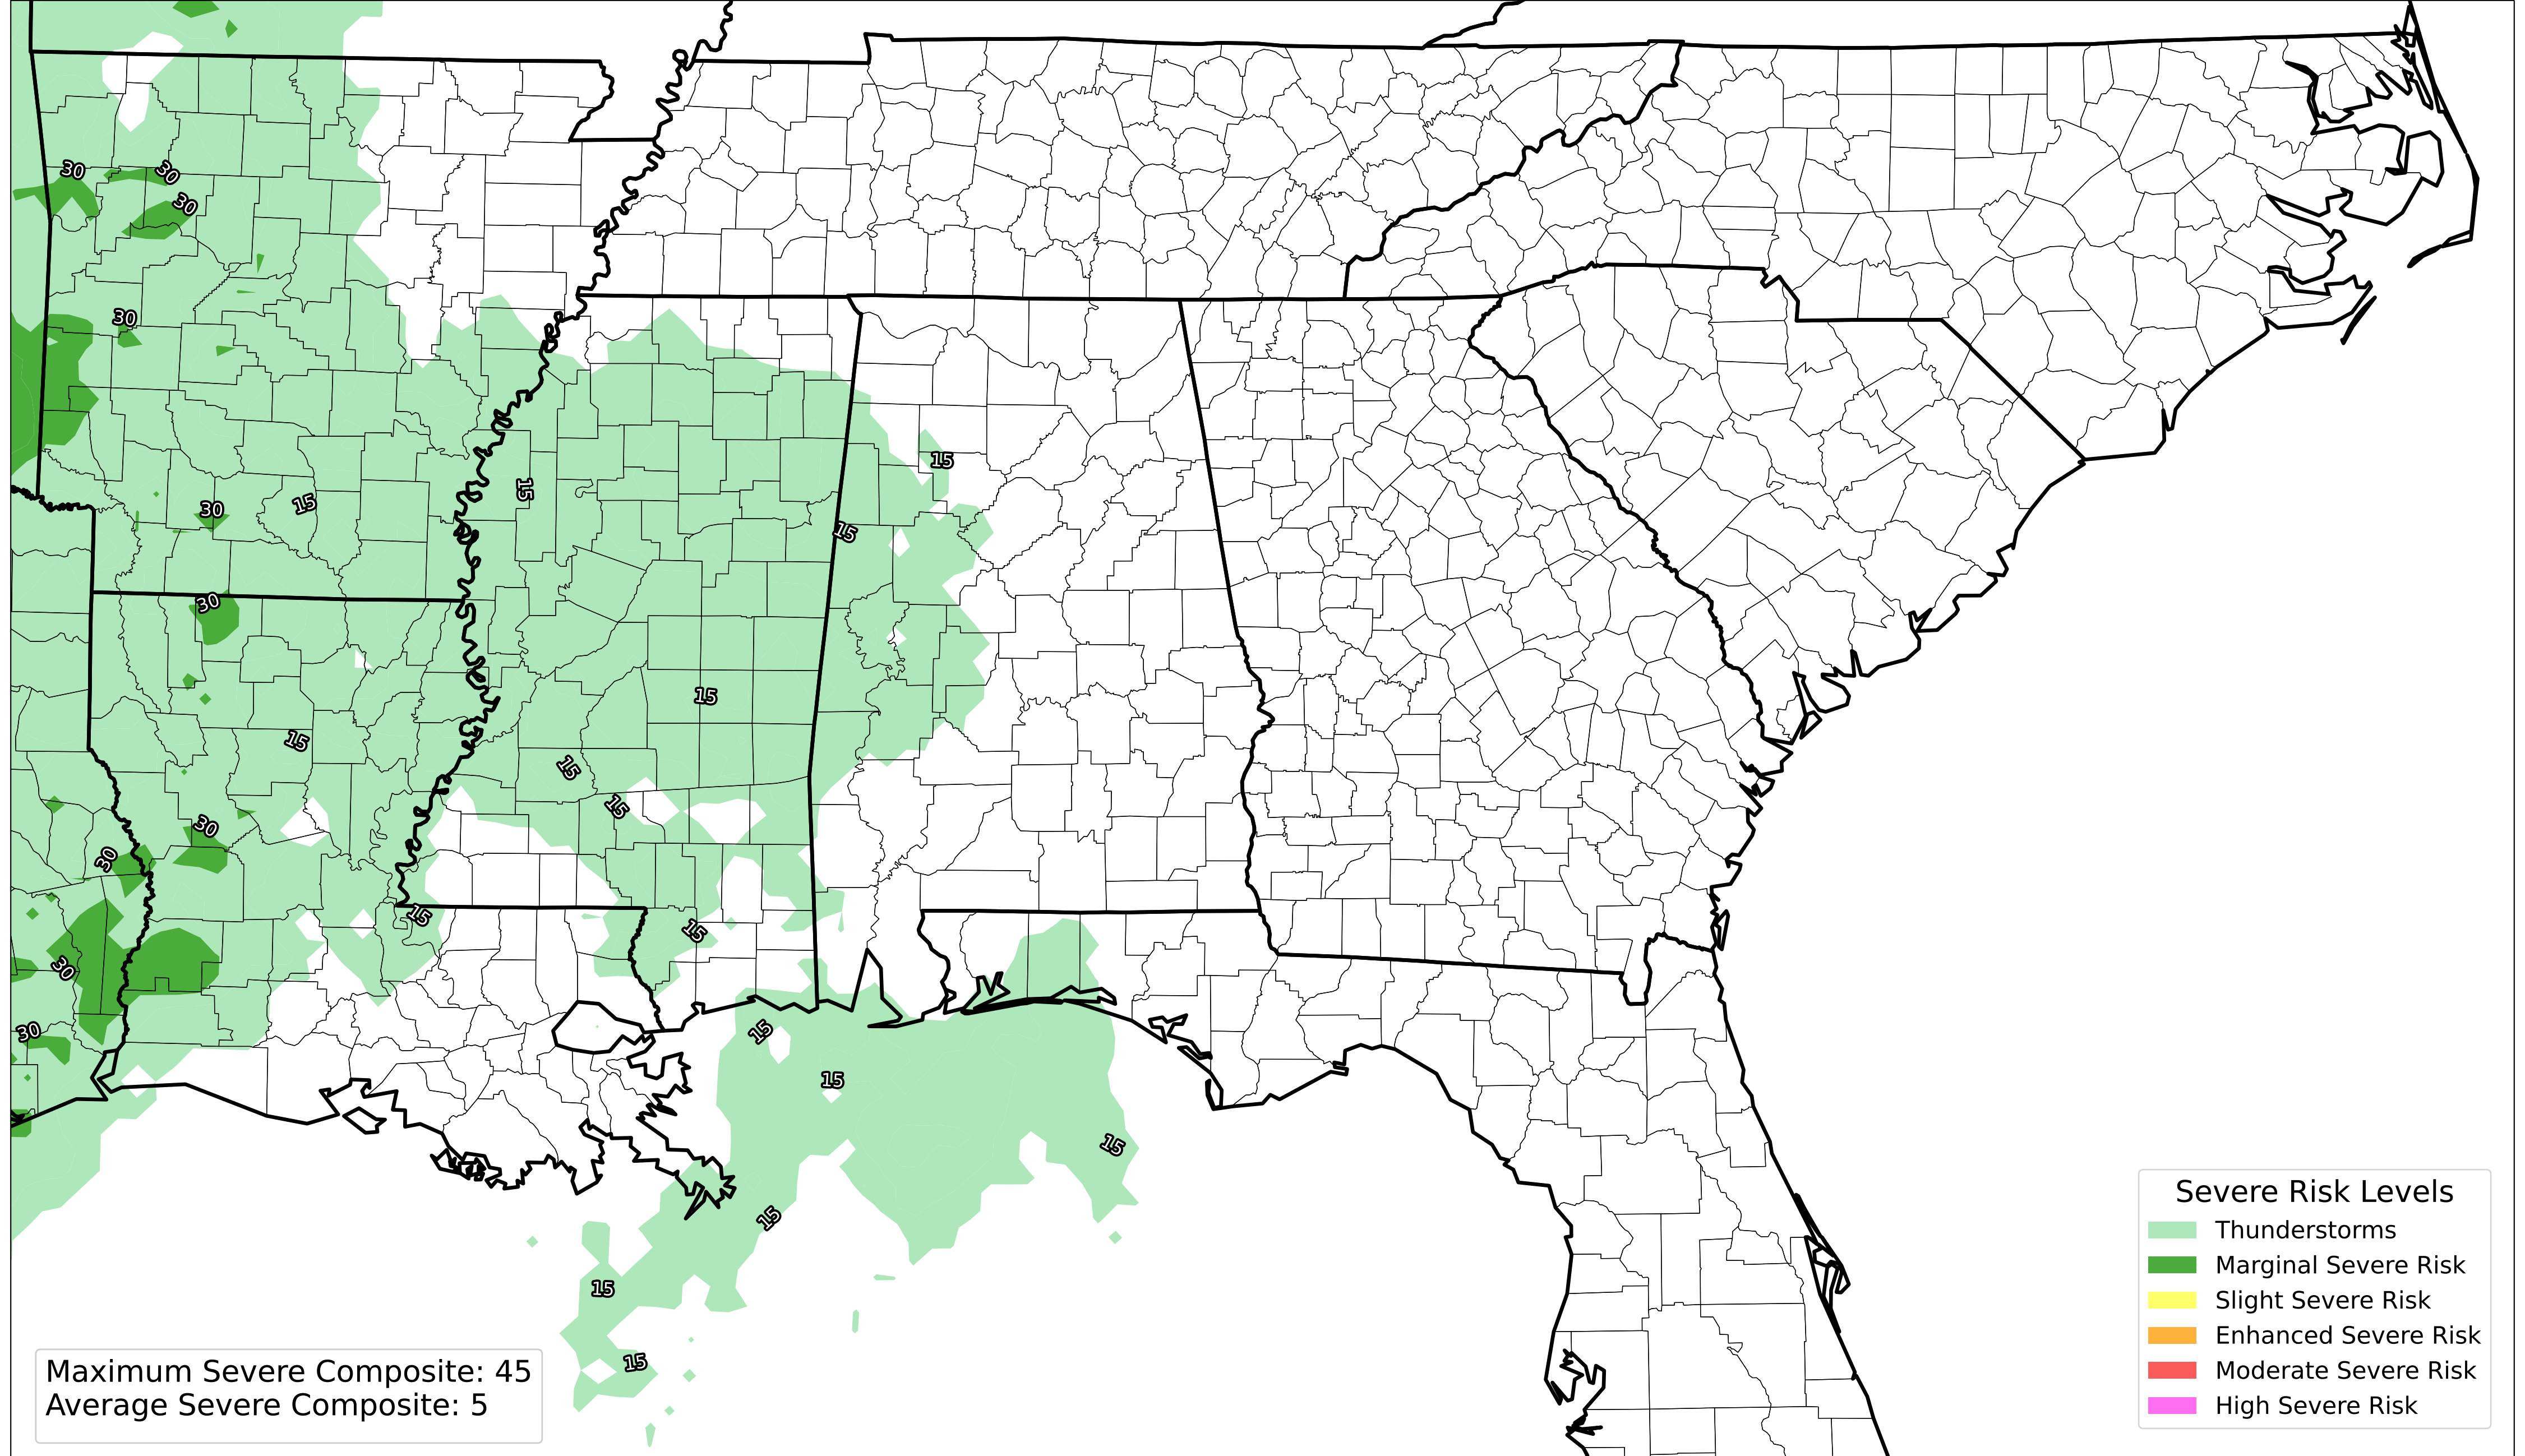 30
30
30
30
15
15
30
15
15
30
15
15
15
15
30
30
15
15
30
15
30
15
15
15
15
15
Severe Risk Levels
Thunderstorms
Marginal Severe Risk
Slight Severe Risk
Enhanced Severe Risk
Moderate Severe Risk
High Severe Risk
Maximum Severe Composite: 45
Average Severe Composite: 5